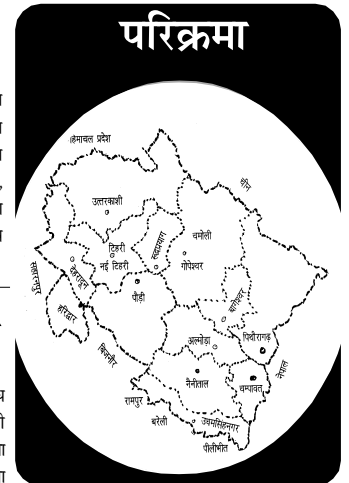 परिक्रमा
हिमाचल प्रदेश
चीन
उत्तरकाशी
टिहरी
नई टिहरी
रूद्रप्रयाग
चमोली
गोपेश्वर
देहरादून
सहारनपुर
हरिद्वार
पौड़ी
बिजनौर
बागेश्वर
अल्मोड़ा
पिथौरागढ़
नेपाल
नैनीताल
चम्पावत
रामपुर
बरेली
उधमसिंहनगर
पीलीभीत